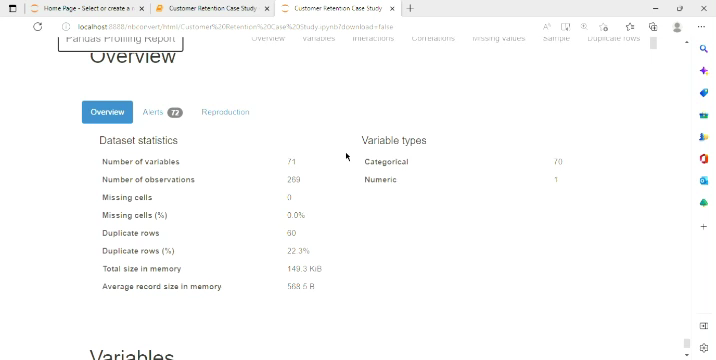 Home Page - Select or create a n
Customer Retention Case Study
Customer Retention Case Study
localhost:8888/nbconvert/html/Customer%20Retention%20Case%20Study.ipynb?download=false
Pandas Profiling Report
Overview Variables Interactions Correlations Missing values Sample Duplicate rows
Overview
Overview Alerts 72 Reproduction
Dataset statistics
Number of variables 71
Number of observations 269
Missing cells 0
Missing cells (%) 0.0%
Duplicate rows 60
Duplicate rows (%) 22.3%
Total size in memory 149.3 KiB
Average record size in memory 568.5 B
Variable types
Categorical 70
Numeric 1
Variables